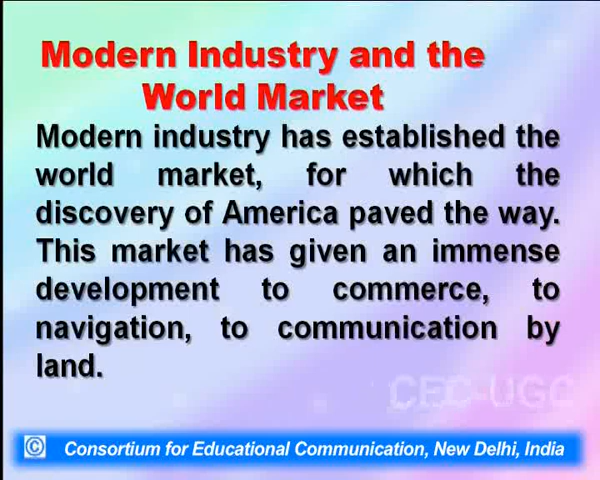 Modern Industry and the
World Market
Modern industry has established the
world market, for which the
discovery of America paved the way.
This market has given an immense
development to commerce, to
navigation, to communication by
land.
CEC-UGC
© Consortium for Educational Communication, New Delhi, India